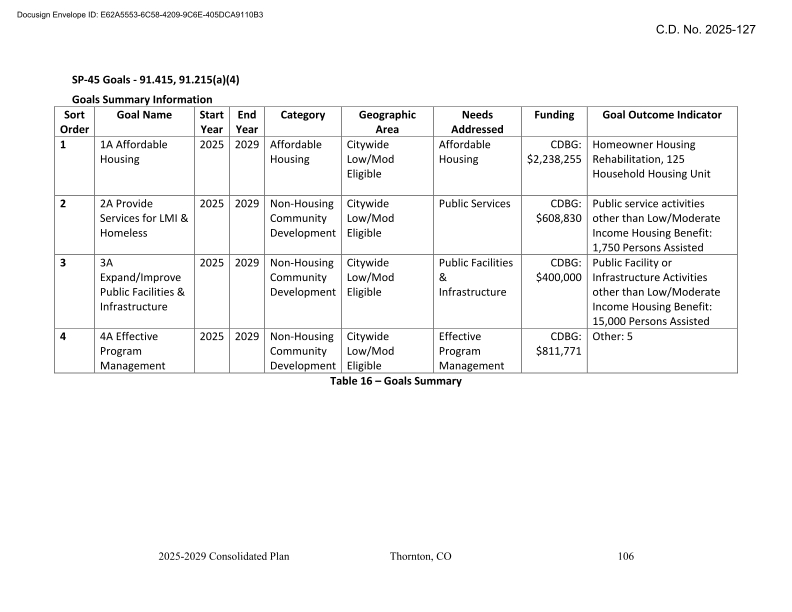 Docusign Envelope ID: E62A5553-6C58-4209-9C6E-405DCA9110B3
C.D. No. 2025-127
SP-45 Goals - 91.415, 91.215(a)(4)
Goals Summary Information
Sort Order Goal Name Start Year End Year Category Geographic Area Needs Addressed Funding Goal Outcome Indicator
1 1A Affordable Housing 2025 2029 Affordable Housing Citywide Low/Mod Eligible Affordable Housing CDBG: $2,238,255 Homeowner Housing Rehabilitation, 125 Household Housing Unit
2 2A Provide Services for LMI & Homeless 2025 2029 Non-Housing Community Development Citywide Low/Mod Eligible Public Services CDBG: $608,830 Public service activities other than Low/Moderate Income Housing Benefit: 1,750 Persons Assisted
3 3A Expand/Improve Public Facilities & Infrastructure 2025 2029 Non-Housing Community Development Citywide Low/Mod Eligible Public Facilities & Infrastructure CDBG: $400,000 Public Facility or Infrastructure Activities other than Low/Moderate Income Housing Benefit: 15,000 Persons Assisted
4 4A Effective Program Management 2025 2029 Non-Housing Community Development Citywide Low/Mod Eligible Effective Program Management CDBG: $811,771 Other: 5
Table 16 – Goals Summary
2025-2029 Consolidated Plan Thornton, CO 106